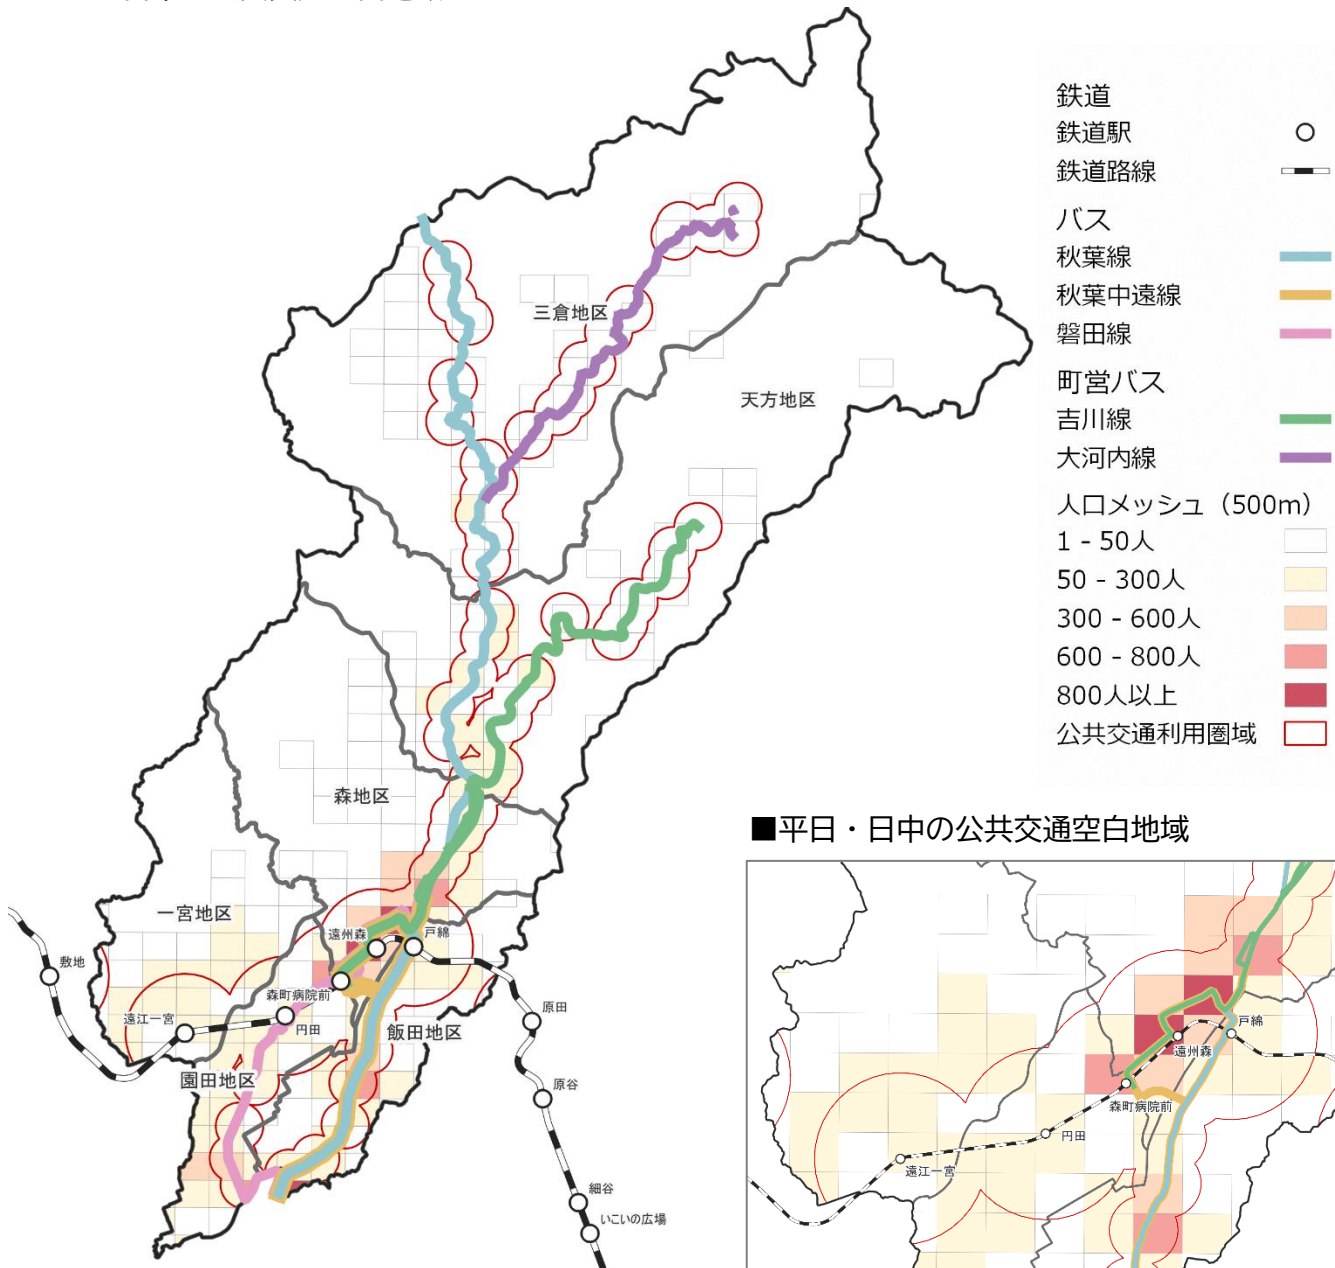 鉄道
鉄道駅
鉄道路線
バス
秋葉線
秋葉中遠線
磐田線
町営バス
吉川線
大河内線
人口メッシュ（500m）
1 - 50人
50 - 300人
300 - 600人
600 - 800人
800人以上
公共交通利用圏域
三倉地区
天方地区
森地区
一宮地区
遠州森
戸綿
敷地
森町病院前
遠江一宮
円田
飯田地区
原田
園田地区
原谷
細谷
いこいの広場
■平日・日中の公共交通空白地域
戸綿
遠州森
森町病院前
円田
遠江一宮